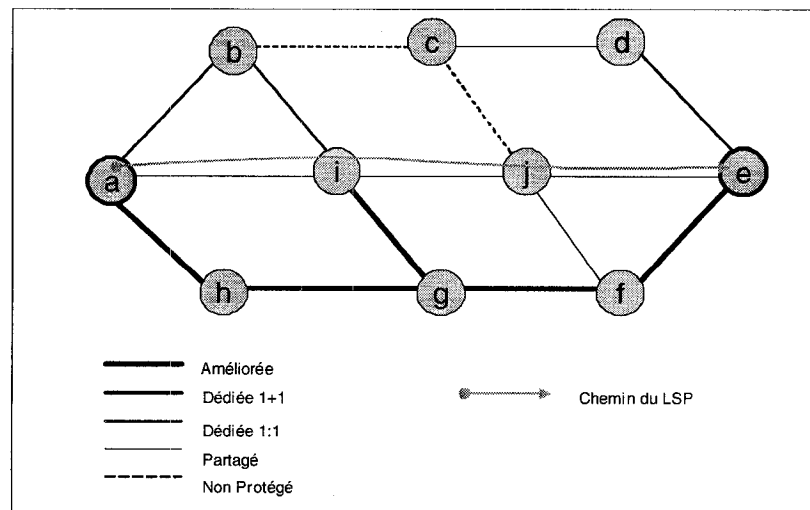 b
c
d
a
i
j
e
h
g
f
Améliorée
Dédiée 1+1
Dédiée 1:1
Partagé
Non Protégé
Chemin du LSP